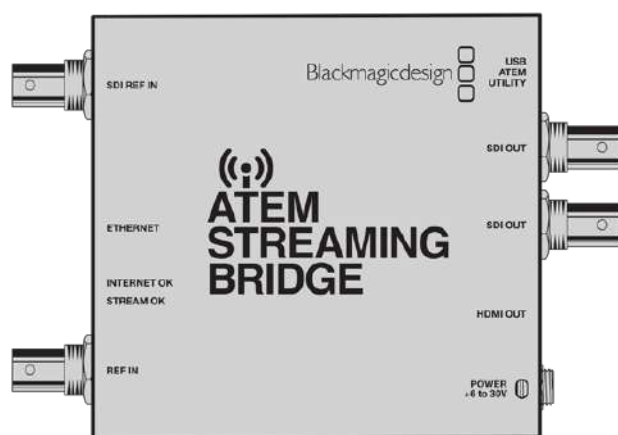 SDI REF IN
Blackmagicdesign
USB
ATEM
UTILITY
SDI OUT
SDI OUT
ATEM
STREAMING
BRIDGE
ETHERNET
INTERNET OK
STREAM OK
HDMI OUT
REF IN
POWER
+6 to 30V